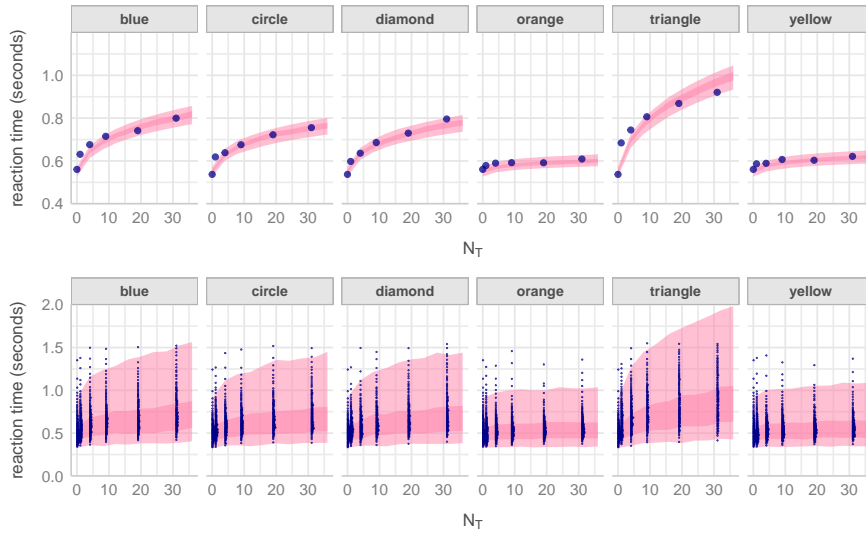 blue circle diamond orange triangle yellow
reaction time (seconds)
1.0
0.8
0.6
0.4
0 10 20 30 0 10 20 30 0 10 20 30 0 10 20 30 0 10 20 30 0 10 20 30
N_T
blue circle diamond orange triangle yellow
reaction time (seconds)
2.0
1.5
1.0
0.5
0.0
0 10 20 30 0 10 20 30 0 10 20 30 0 10 20 30 0 10 20 30 0 10 20 30
N_T